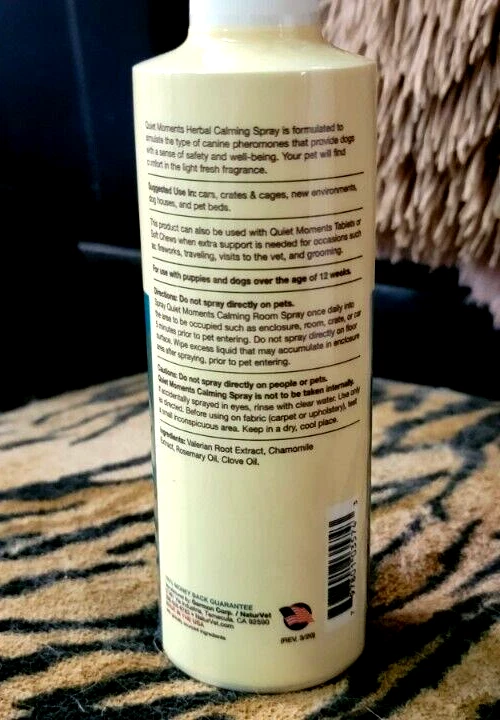 Quiet Moments Herbal Calming Spray is formulated to
simulate the type of canine pheromones that provide dogs
with a sense of safety and well-being. Your pet will find
comfort in the light fresh fragrance.
Suggested Use In: cars, crates & cages, new environments,
dog houses, and pet beds.
This product can also be used with Quiet Moments Tablets or
Soft Chews when extra support is needed for occasions such
as: fireworks, traveling, visits to the vet, and grooming.
For use with puppies and dogs over the age of 12 weeks.
Directions: Do not spray directly on pets.
Spray Quiet Moments Calming Room Spray once daily into
the area to be occupied such as enclosure, room, crate, or car
5 minutes prior to pet entering. Do not spray directly on floor
surface. Wipe excess liquid that may accumulate in enclosure
area after spraying, prior to pet entering.
Cautions: Do not spray directly on people or pets.
Quiet Moments Calming Spray is not to be taken internally.
If accidentally sprayed in eyes, rinse with clear water. Use only
as directed. Before using on fabric (carpet or upholstery), test
a small inconspicuous area. Keep in a dry, cool place.
Ingredients: Valerian Root Extract, Chamomile
Extract, Rosemary Oil, Clove Oil.
MONEY BACK GUARANTEE
Garmon Corp. / NaturVet
Temecula, CA 92590
NaturVet.com
USA
ingredients
(REV. 3/20)